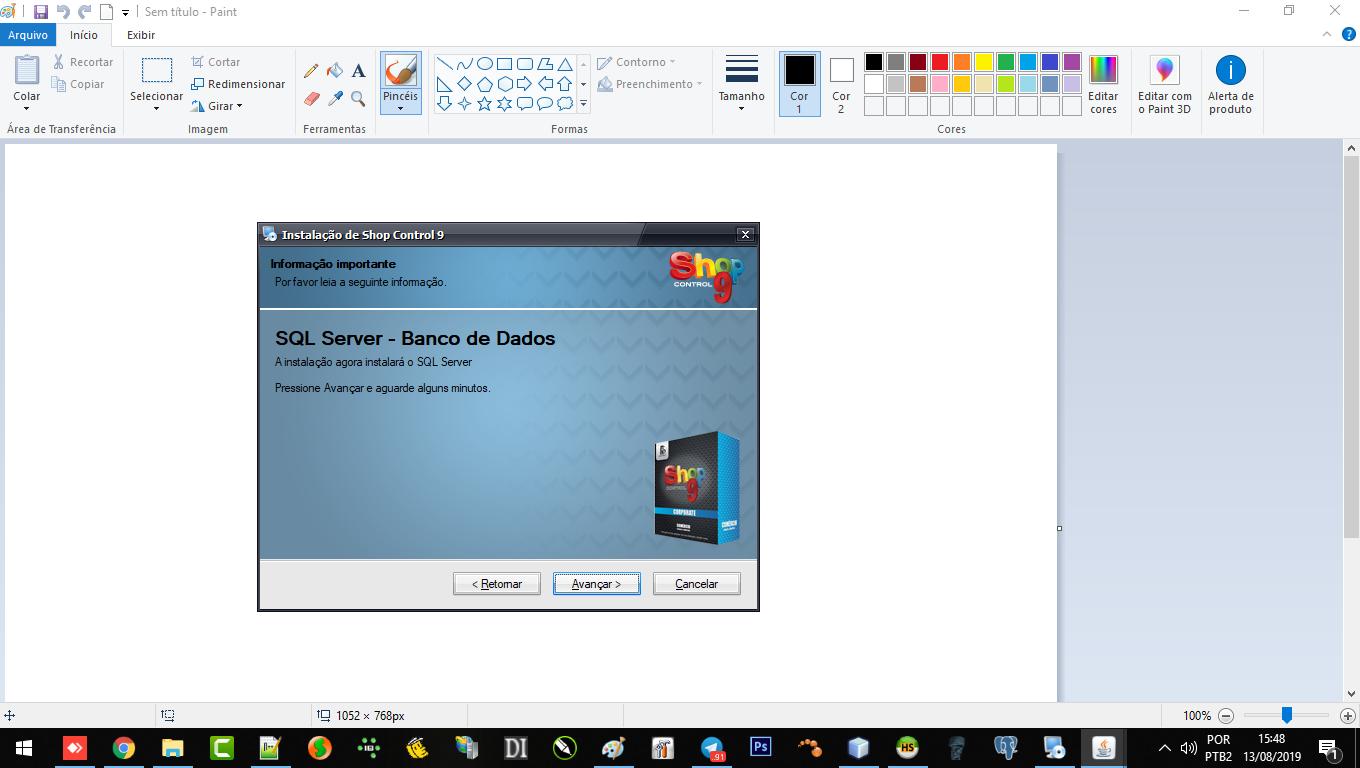 Sem título - Paint
Arquivo
Início
Exibir
Colar
Recortar
Copiar
Área de Transferência
Selecionar
Cortar
Redimensionar
Girar
Imagem
A
Ferramentas
Pincéis
Contorno
Preenchimento
Formas
Tamanho
Cor
1
Cor
2
Editar
cores
Cores
Editar com
o Paint 3D
Alerta de
produto
Instalação de Shop Control 9
Informação importante
Por favor leia a seguinte informação.
Shop
CONTROL 9
SQL Server - Banco de Dados
A instalação agora instalará o SQL Server
Pressione Avançar e aguarde alguns minutos.
Shop
CONTROL 9
CORPORATE
COMÉRCIO
COMÉRCIO
< Retornar
Avançar >
Cancelar
1052 × 768px
100%
DI
91
Ps
HS
POR
PTB2
15:48
13/08/2019
1